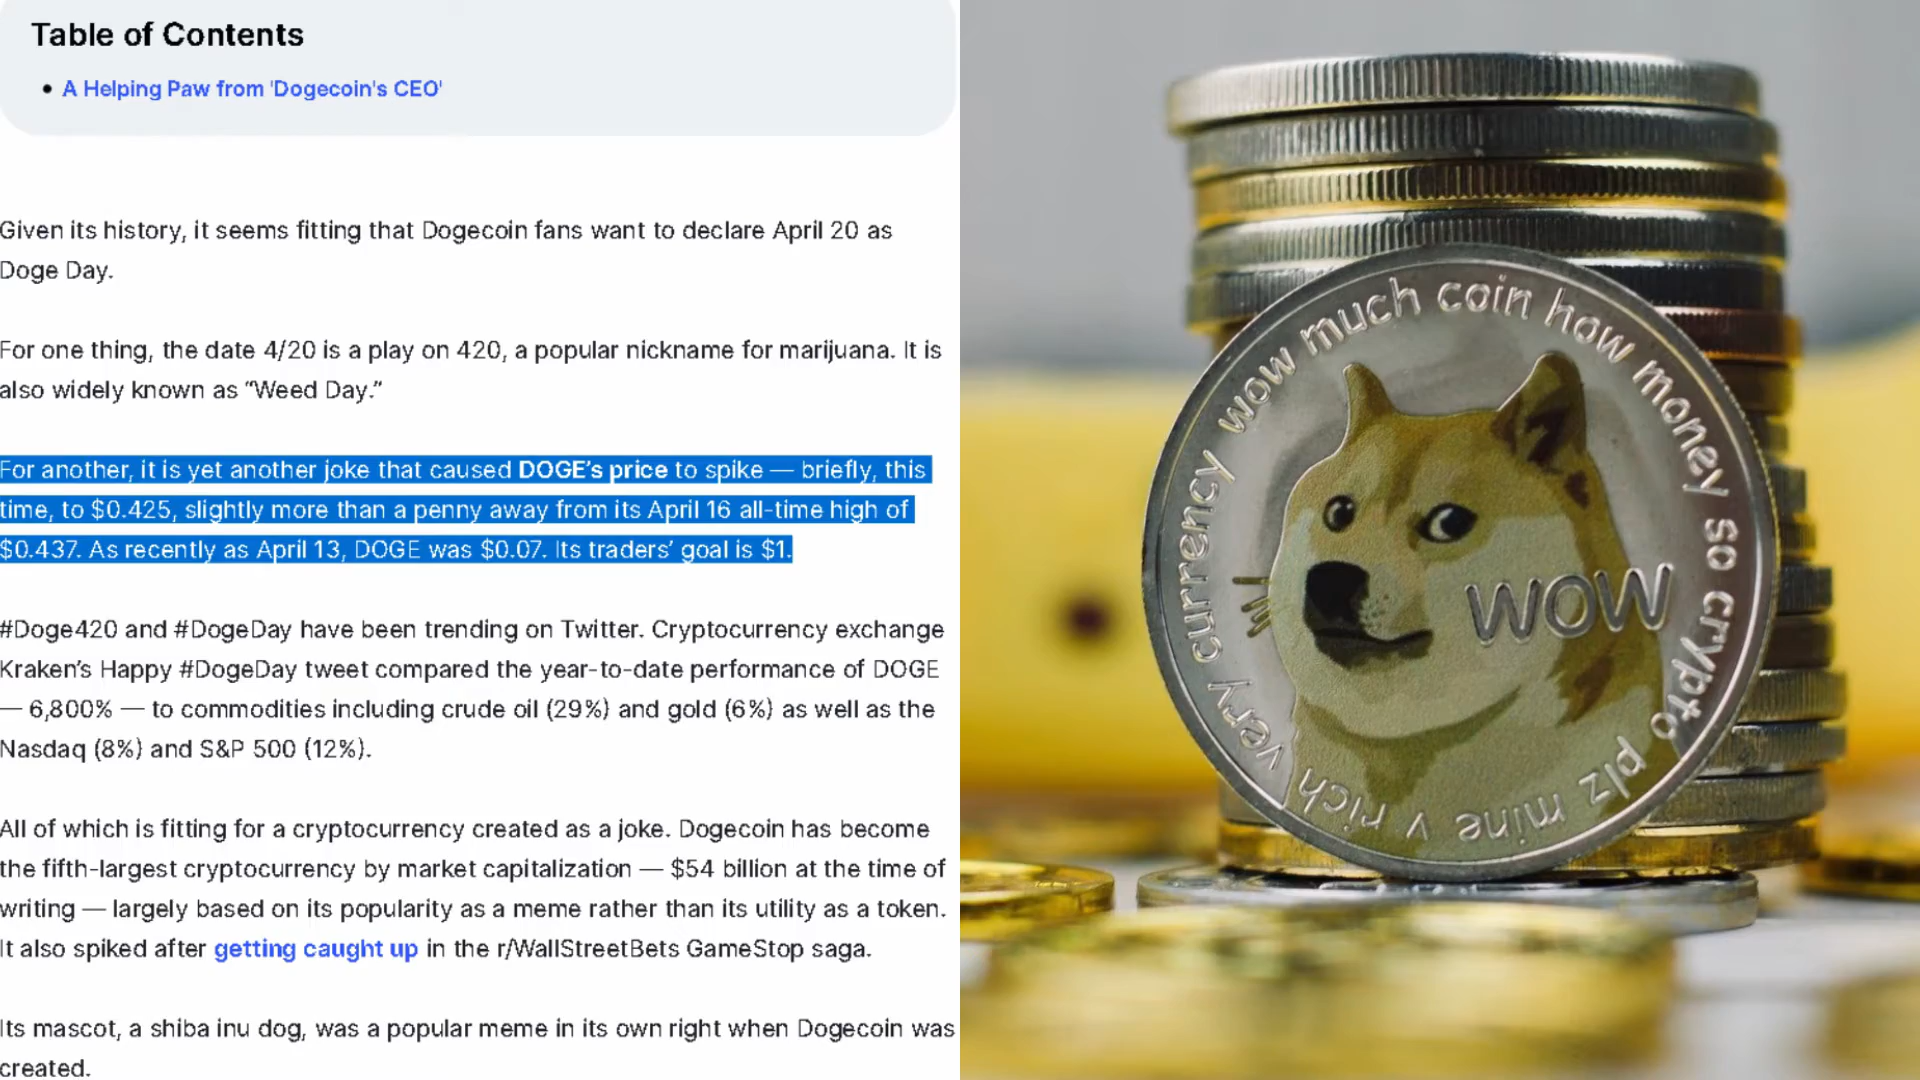 Table of Contents
• A Helping Paw from 'Dogecoin's CEO'
Given its history, it seems fitting that Dogecoin fans want to declare April 20 as
Doge Day.
For one thing, the date 4/20 is a play on 420, a popular nickname for marijuana. It is
also widely known as “Weed Day.”
For another, it is yet another joke that caused DOGE’s price to spike — briefly, this
time, to $0.425, slightly more than a penny away from its April 16 all-time high of
$0.437. As recently as April 13, DOGE was $0.07. Its traders’ goal is $1.
#Doge420 and #DogeDay have been trending on Twitter. Cryptocurrency exchange
Kraken’s Happy #DogeDay tweet compared the year-to-date performance of DOGE
— 6,800% — to commodities including crude oil (29%) and gold (6%) as well as the
Nasdaq (8%) and S&P 500 (12%).
All of which is fitting for a cryptocurrency created as a joke. Dogecoin has become
the fifth-largest cryptocurrency by market capitalization — $54 billion at the time of
writing — largely based on its popularity as a meme rather than its utility as a token.
It also spiked after getting caught up in the r/WallStreetBets GameStop saga.
Its mascot, a shiba inu dog, was a popular meme in its own right when Dogecoin was
created.
very currency wow much coin how money so crypto plz mine v rich
WOW